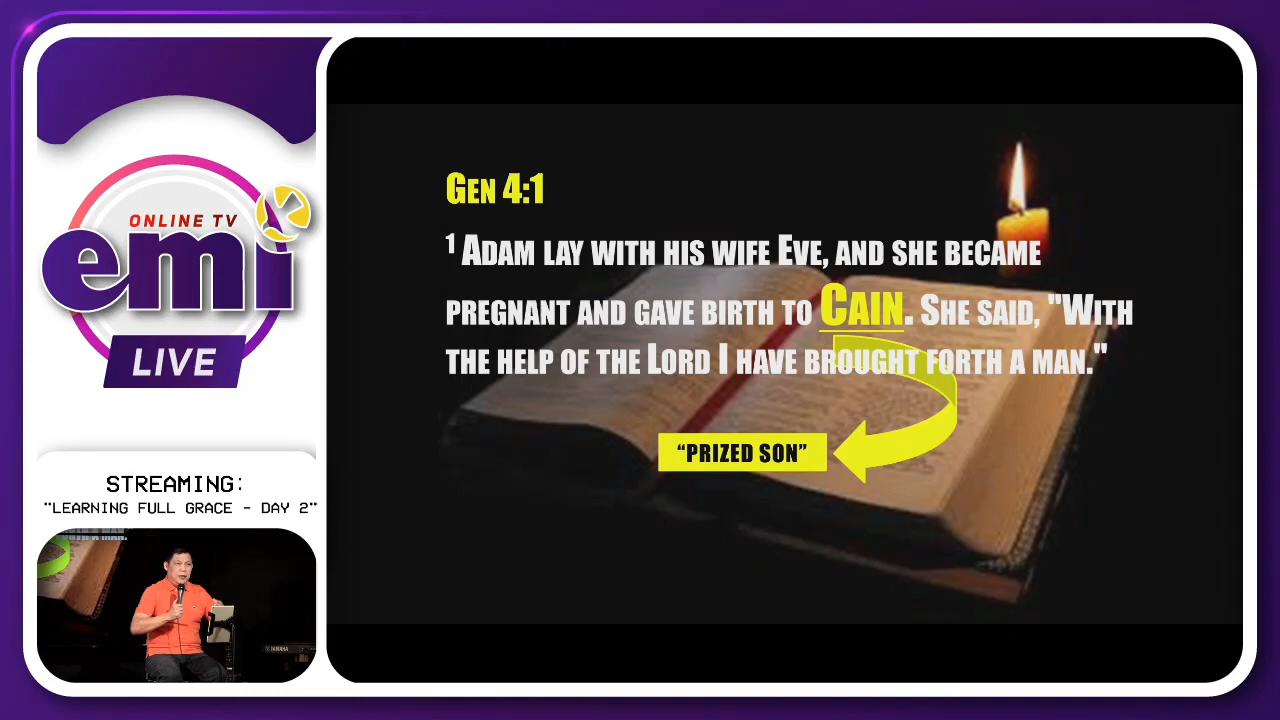 ONLINE TV
emi
LIVE
STREAMING:
"LEARNING FULL GRACE - DAY 2"
YAMAHA
GEN 4:1
1 ADAM LAY WITH HIS WIFE EVE, AND SHE BECAME
PREGNANT AND GAVE BIRTH TO CAIN. SHE SAID, "WITH
THE HELP OF THE LORD I HAVE BROUGHT FORTH A MAN."
“PRIZED SON”